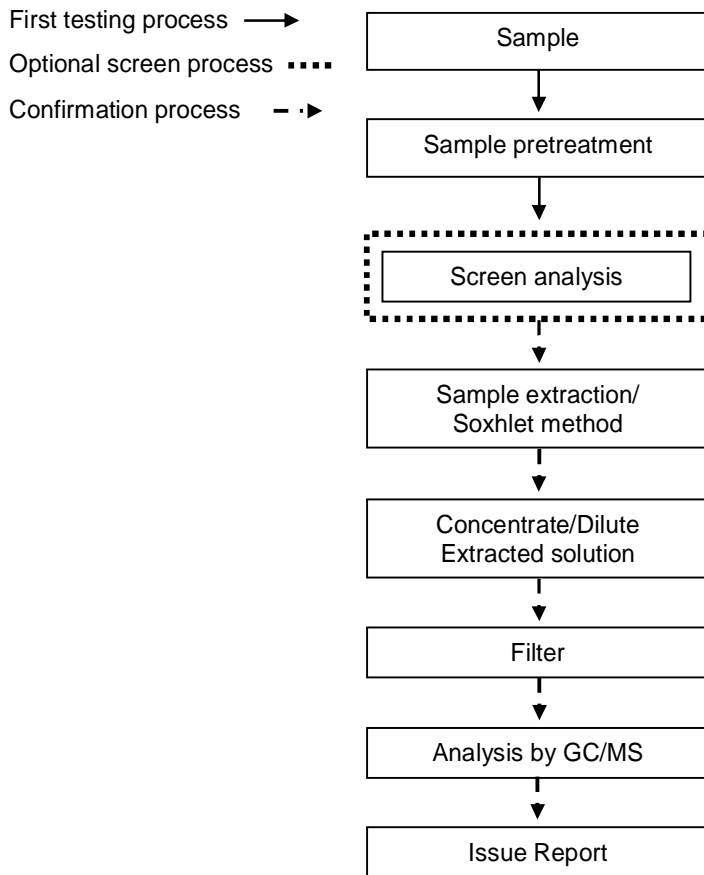 First testing process
Optional screen process
Confirmation process
Sample
Sample pretreatment
Screen analysis
Sample extraction/
Soxhlet method
Concentrate/Dilute
Extracted solution
Filter
Analysis by GC/MS
Issue Report